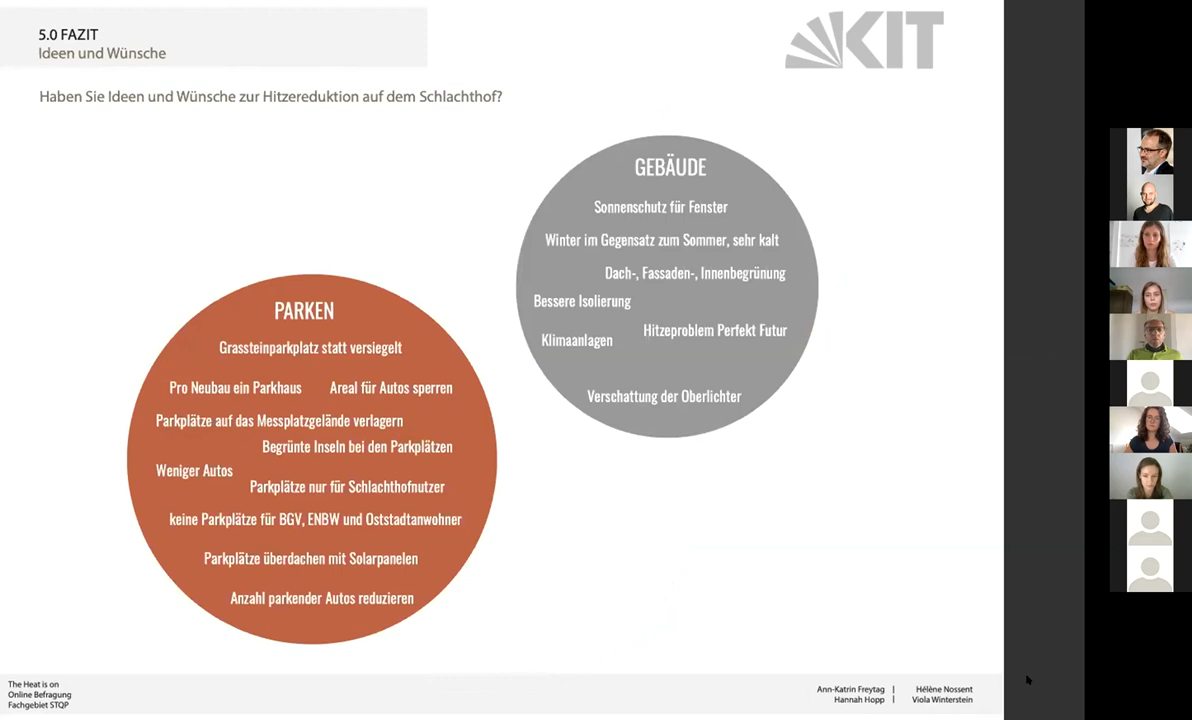 5.0 FAZIT
Ideen und Wünsche
KIT
Haben Sie Ideen und Wünsche zur Hitzereduktion auf dem Schlachthof?
GEBÄUDE
Sonnenschutz für Fenster
Winter im Gegensatz zum Sommer, sehr kalt
Dach-, Fassaden-, Innenbegrünung
Bessere Isolierung
Hitzeproblem Perfekt Futur
Klimaanlagen
Verschattung der Oberlichter
PARKEN
Grassteinparkplatz statt versiegelt
Pro Neubau ein Parkhaus
Areal für Autos sperren
Parkplätze auf das Messplatzgelände verlagern
Begrünte Inseln bei den Parkplätzen
Weniger Autos
Parkplätze nur für Schlachthofnutzer
keine Parkplätze für BGV, ENBW und Oststadtanwohner
Parkplätze überdachen mit Solarpanelen
Anzahl parkender Autos reduzieren
The Heat is on
Online Befragung
Fachgebiet STQP
Ann-Katrin Freytag | Hélène Nossent
Hannah Hopp | Viola Winterstein